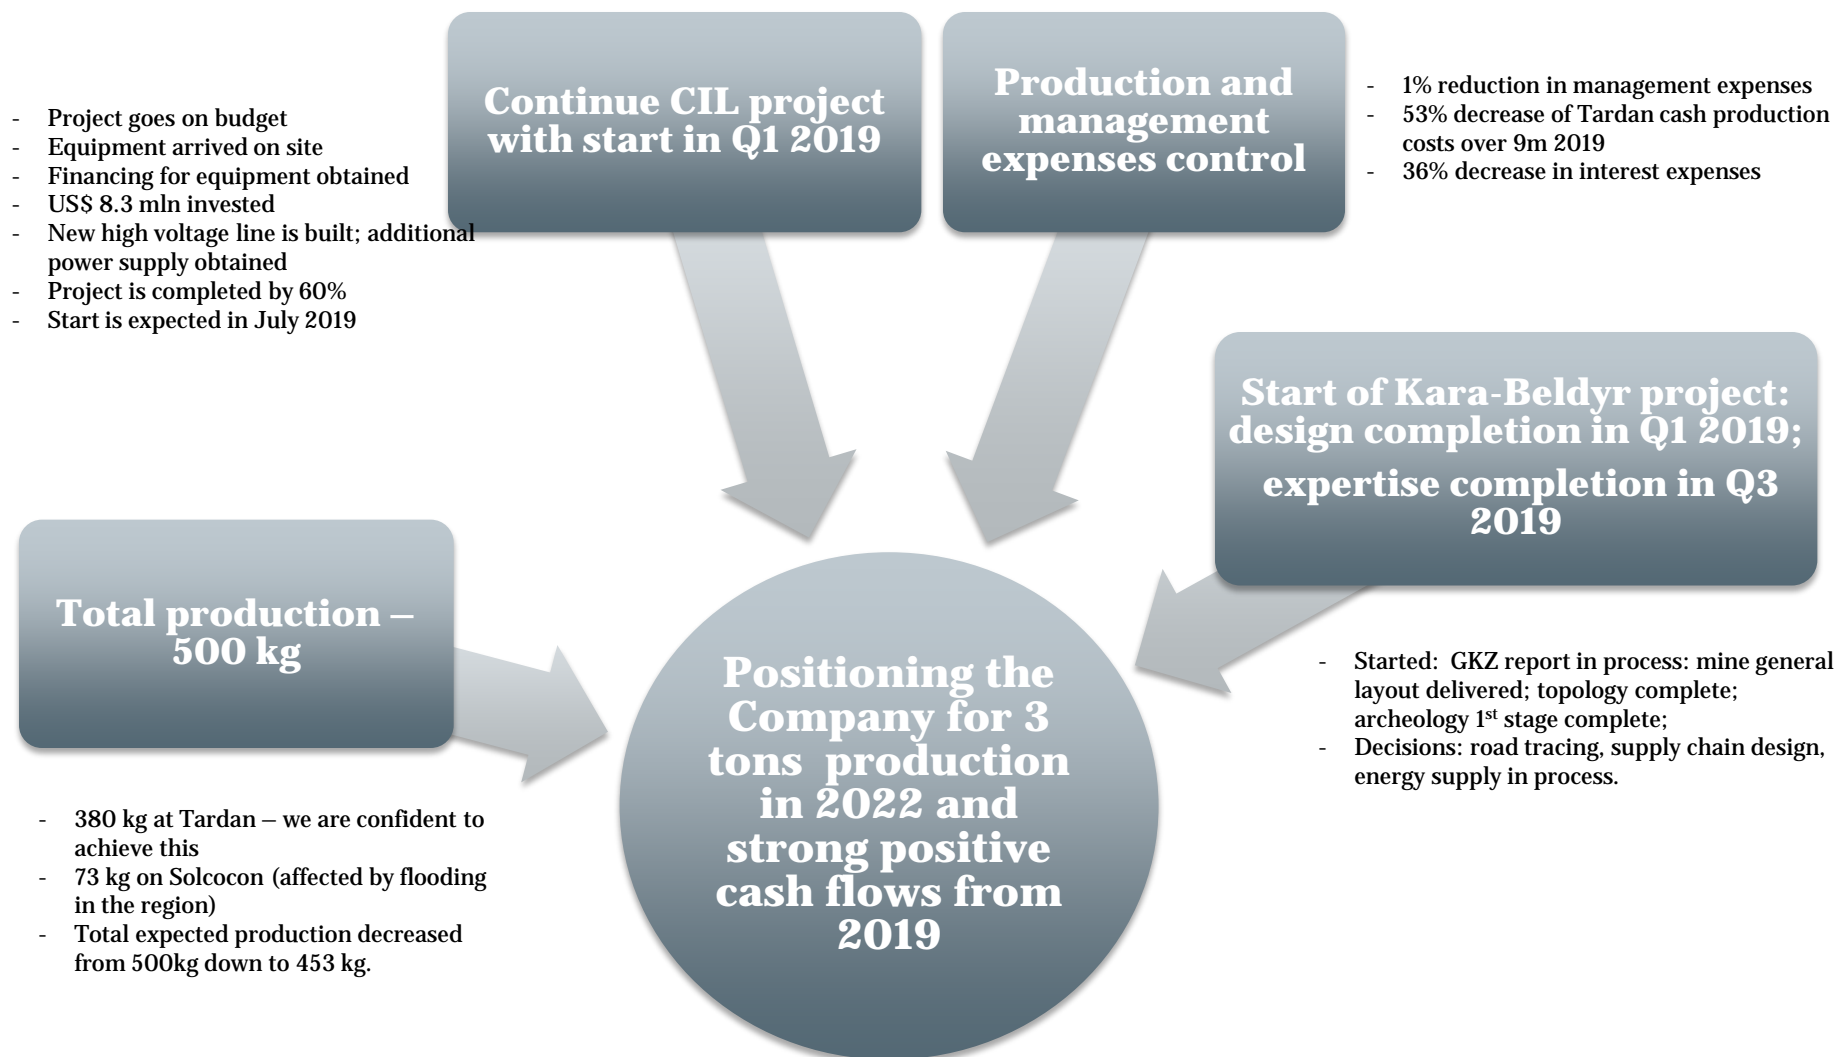 Continue CIL project
with start in Q1 2019
- Project goes on budget
- Equipment arrived on site
- Financing for equipment obtained
- US$ 8.3 mln invested
- New high voltage line is built; additional
power supply obtained
- Project is completed by 60%
- Start is expected in July 2019
Production and
management
expenses control
- 1% reduction in management expenses
- 53% decrease of Tardan cash production
costs over 9m 2019
- 36% decrease in interest expenses
Start of Kara-Beldyr project:
design completion in Q1 2019;
expertise completion in Q3
2019
- Started: GKZ report in process: mine general
layout delivered; topology complete;
archeology 1st stage complete;
- Decisions: road tracing, supply chain design,
energy supply in process.
Total production –
500 kg
- 380 kg at Tardan – we are confident to
achieve this
- 73 kg on Solcocon (affected by flooding
in the region)
- Total expected production decreased
from 500kg down to 453 kg.
Positioning the
Company for 3
tons production
in 2022 and
strong positive
cash flows from
2019